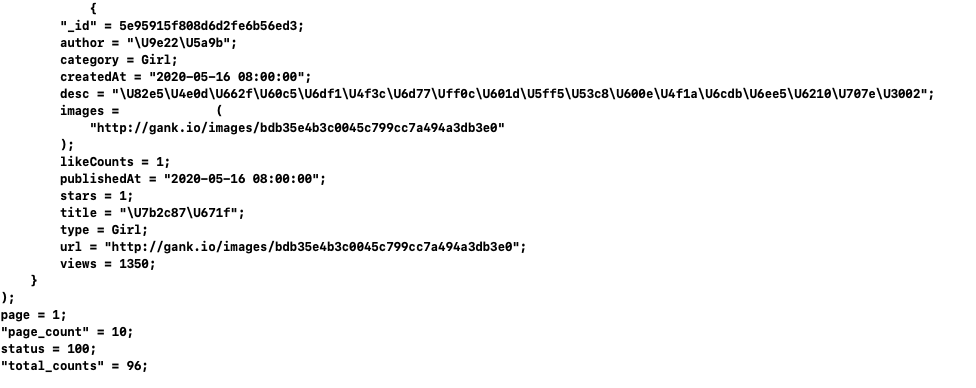 {
"_id" = 5e95915f808d6d2fe6b56ed3;
author = "\U9e22\U5a9b";
category = Girl;
createdAt = "2020-05-16 08:00:00";
desc = "\U82e5\U4e0d\U662f\U60c5\U6df1\U4f3c\U6d77\Uff0c\U601d\U5ff5\U53c8\U600e\U4f1a\U6cdb\U6ee5\U6210\U707e\U3002";
images = (
"http://gank.io/images/bdb35e4b3c0045c799cc7a494a3db3e0"
);
likeCounts = 1;
publishedAt = "2020-05-16 08:00:00";
stars = 1;
title = "\U7b2c87\U671f";
type = Girl;
url = "http://gank.io/images/bdb35e4b3c0045c799cc7a494a3db3e0";
views = 1350;
}
);
page = 1;
"page_count" = 10;
status = 100;
"total_counts" = 96;